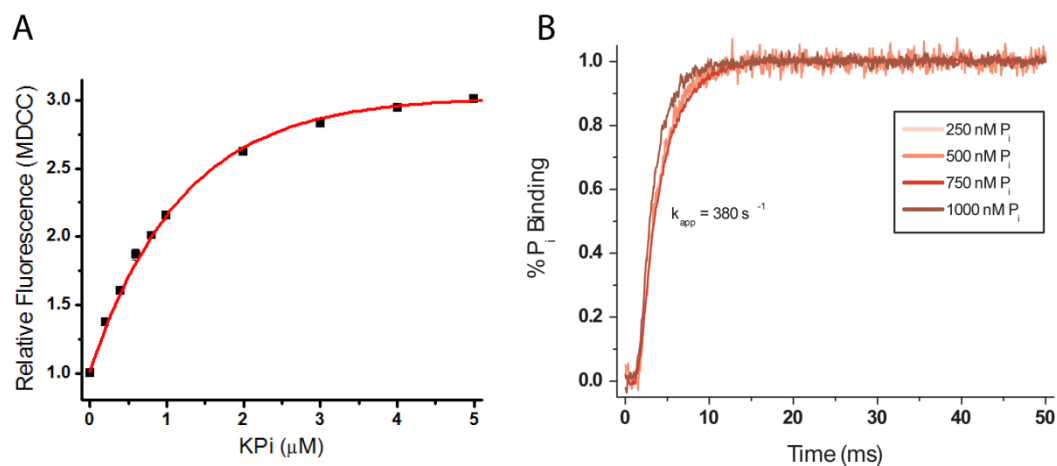 A
Relative Fluorescence (MDCC)
3.0
2.5
2.0
1.5
1.0
0 1 2 3 4 5
KPi (μM)
B
% Pi Binding
1.0
0.8
0.6
0.4
0.2
0.0
kapp = 380 s⁻¹
250 nM Pi
500 nM Pi
750 nM Pi
1000 nM Pi
0 10 20 30 40 50
Time (ms)